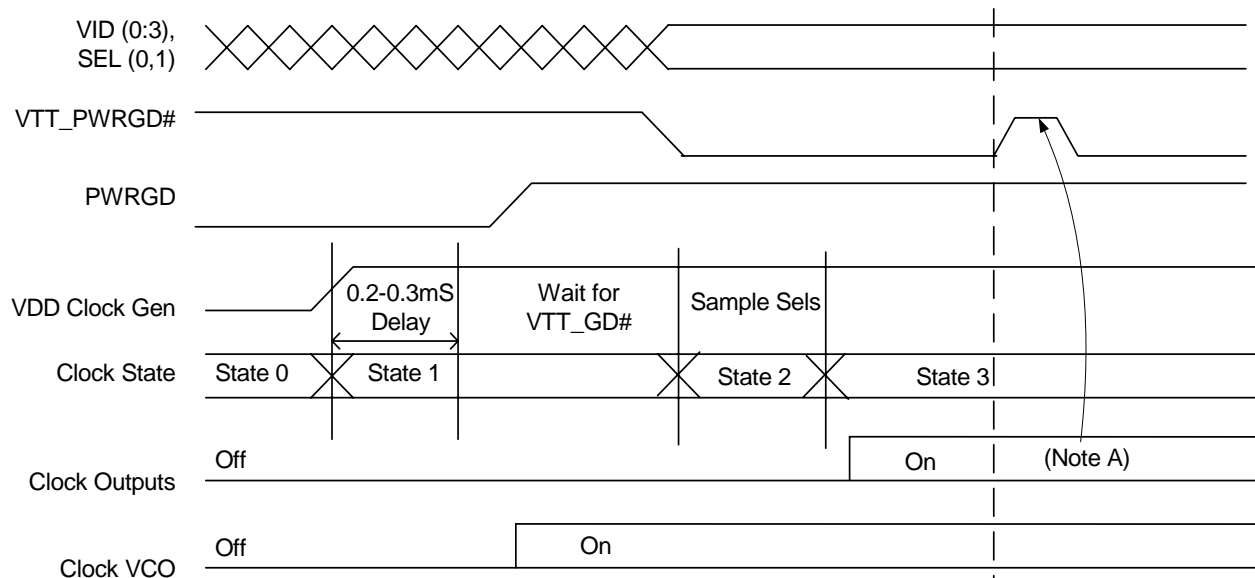 VID (0:3),
SEL (0,1)
VTT_PWRGD#
PWRGD
VDD Clock Gen
0.2-0.3mS
Delay
Wait for
VTT_GD#
Sample Sels
Clock State
State 0
State 1
State 2
State 3
Clock Outputs
Off
On
(Note A)
Clock VCO
Off
On